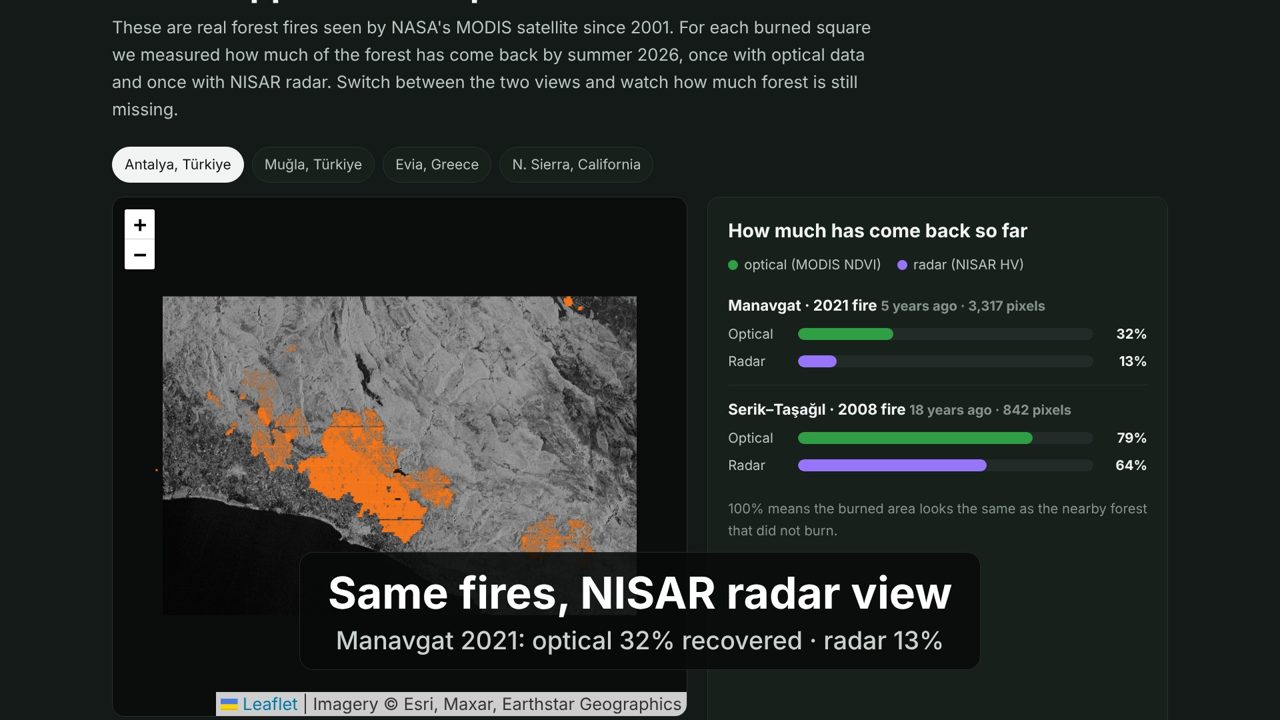 These are real forest fires seen by NASA's MODIS satellite since 2001. For each burned square
we measured how much of the forest has come back by summer 2026, once with optical data
and once with NISAR radar. Switch between the two views and watch how much forest is still
missing.
Antalya, Türkiye
Muğla, Türkiye
Evia, Greece
N. Sierra, California
+
−
How much has come back so far
optical (MODIS NDVI)
radar (NISAR HV)
Manavgat · 2021 fire 5 years ago · 3,317 pixels
Optical 32%
Radar 13%
Serik–Taşağıl · 2008 fire 18 years ago · 842 pixels
Optical 79%
Radar 64%
100% means the burned area looks the same as the nearby forest
that did not burn.
Same fires, NISAR radar view
Manavgat 2021: optical 32% recovered · radar 13%
Leaflet | Imagery © Esri, Maxar, Earthstar Geographics